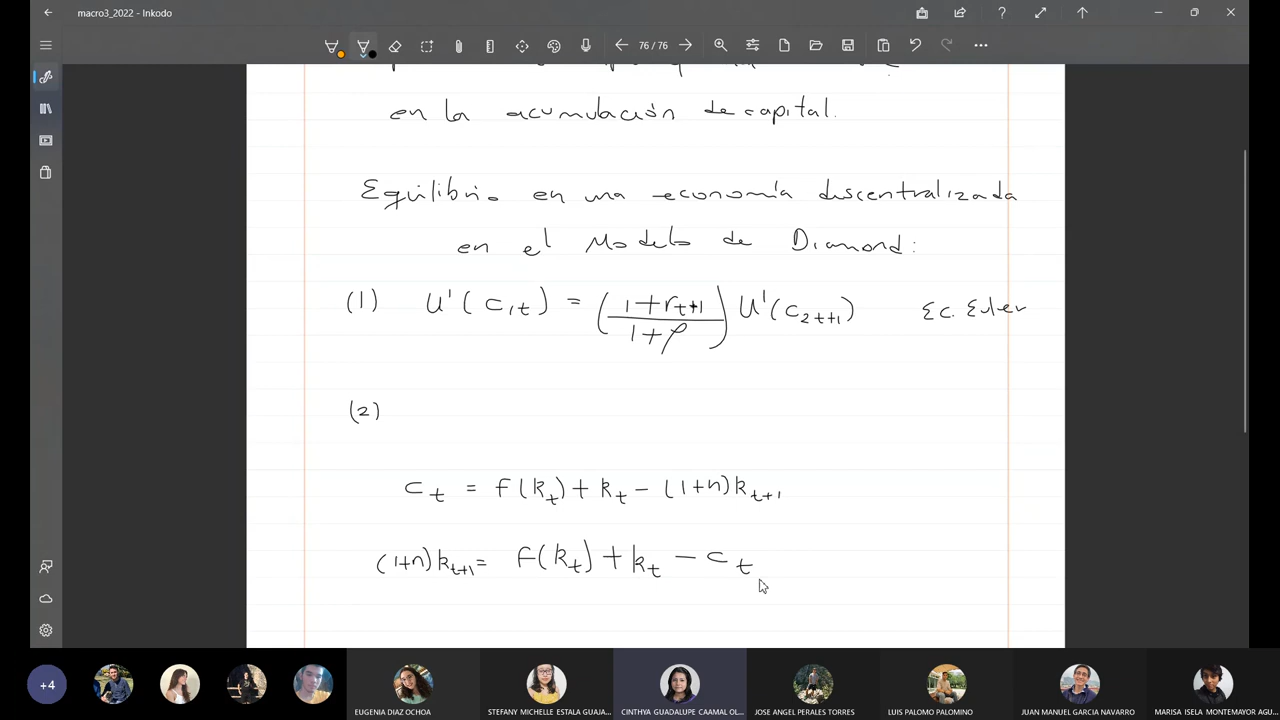 macro3_2022 - Inkodo
76 / 76
en la acumulación de capital.
Equilibrio en una economía discentralizada
en el Modelo de Diamond:
(1) U'(c₁ₜ) = ((1+rₜ₊₁)/(1+ρ)) U'(c₂ₜ₊₁) Ec. Euler
(2)
cₜ = f(kₜ) + kₜ - (1+n)kₜ₊₁
(1+n)kₜ₊₁ = f(kₜ) + kₜ - cₜ
+4
EUGENIA DIAZ OCHOA
STEFANY MICHELLE ESTALA GUAJA...
CINTHYA GUADALUPE CAAMAL OL...
JOSE ANGEL PERALES TORRES
LUIS PALOMO PALOMINO
JUAN MANUEL GARCIA NAVARRO
MARISA ISELA MONTEMAYOR AGU...